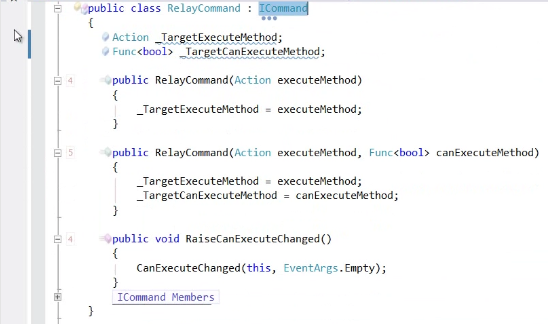 public class RelayCommand : ICommand
{
Action _TargetExecuteMethod;
Func<bool> _TargetCanExecuteMethod;
4 public RelayCommand(Action executeMethod)
{
_TargetExecuteMethod = executeMethod;
}
5 public RelayCommand(Action executeMethod, Func<bool> canExecuteMethod)
{
_TargetExecuteMethod = executeMethod;
_TargetCanExecuteMethod = canExecuteMethod;
}
4 public void RaiseCanExecuteChanged()
{
CanExecuteChanged(this, EventArgs.Empty);
}
ICommand Members
}